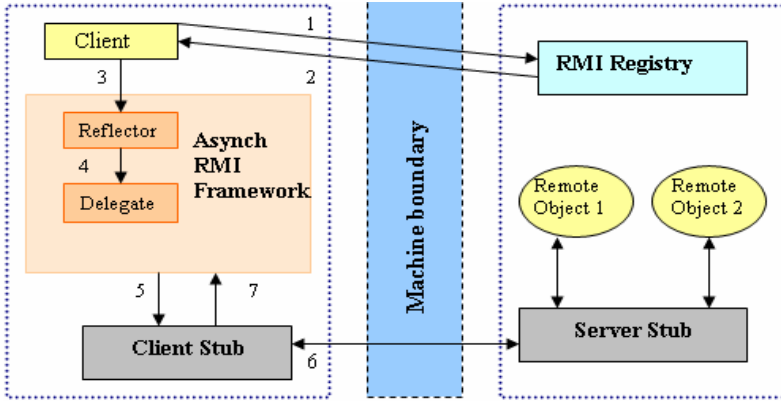 Client
1
2
RMI Registry
3
Reflector
4
Delegate
Asynch
RMI
Framework
Machine boundary
Remote
Object 1
Remote
Object 2
5
7
Client Stub
6
Server Stub